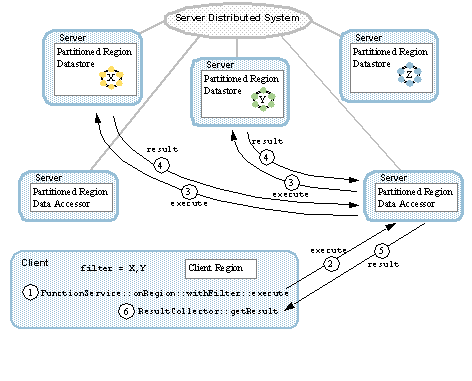 Server Distributed System
Server
Partitioned Region
Datastore
X
Server
Partitioned Region
Datastore
Y
Server
Partitioned Region
Datastore
Z
result
4
result
4
3
execute
3
execute
Server
Partitioned Region
Data Accessor
Server
Partitioned Region
Data Accessor
Client
filter = X,Y
Client Region
execute
2
5
result
1 FunctionService::onRegion::withFilter::execute
6 ResultCollector::getResult